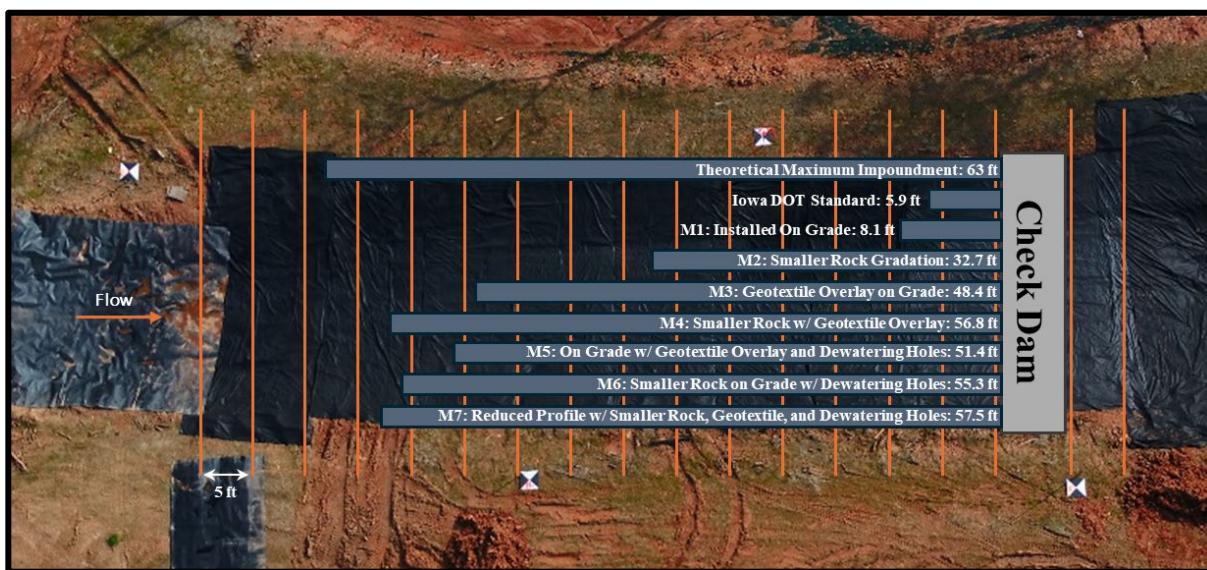 Theoretical Maximum Impoundment: 63 ft
Iowa DOT Standard: 5.9 ft
M1: Installed On Grade: 8.1 ft
M2: Smaller Rock Gradation: 32.7 ft
M3: Geotextile Overlay on Grade: 48.4 ft
Flow
M4: Smaller Rock w/ Geotextile Overlay: 56.8 ft
M5: On Grade w/ Geotextile Overlay and Dewatering Holes: 51.4 ft
M6: Smaller Rock on Grade w/ Dewatering Holes: 55.3 ft
M7: Reduced Profile w/ Smaller Rock, Geotextile, and Dewatering Holes: 57.5 ft
Check Dam
5 ft